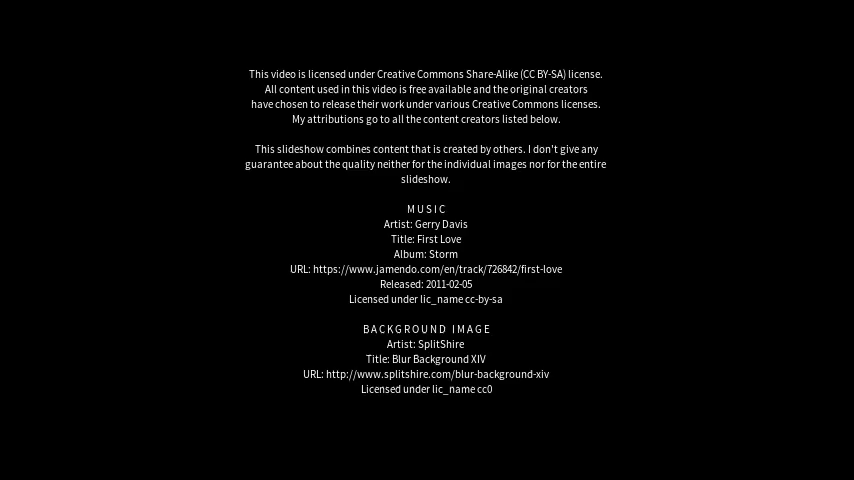 This video is licensed under Creative Commons Share-Alike (CC BY-SA) license.
All content used in this video is free available and the original creators
have chosen to release their work under various Creative Commons licenses.
My attributions go to all the content creators listed below.
This slideshow combines content that is created by others. I don't give any
guarantee about the quality neither for the individual images nor for the entire
slideshow.
MUSIC
Artist: Gerry Davis
Title: First Love
Album: Storm
URL: https://www.jamendo.com/en/track/726842/first-love
Released: 2011-02-05
Licensed under lic_name cc-by-sa
BACKGROUND IMAGE
Artist: SplitShire
Title: Blur Background XIV
URL: http://www.splitshire.com/blur-background-xiv
Licensed under lic_name cc0